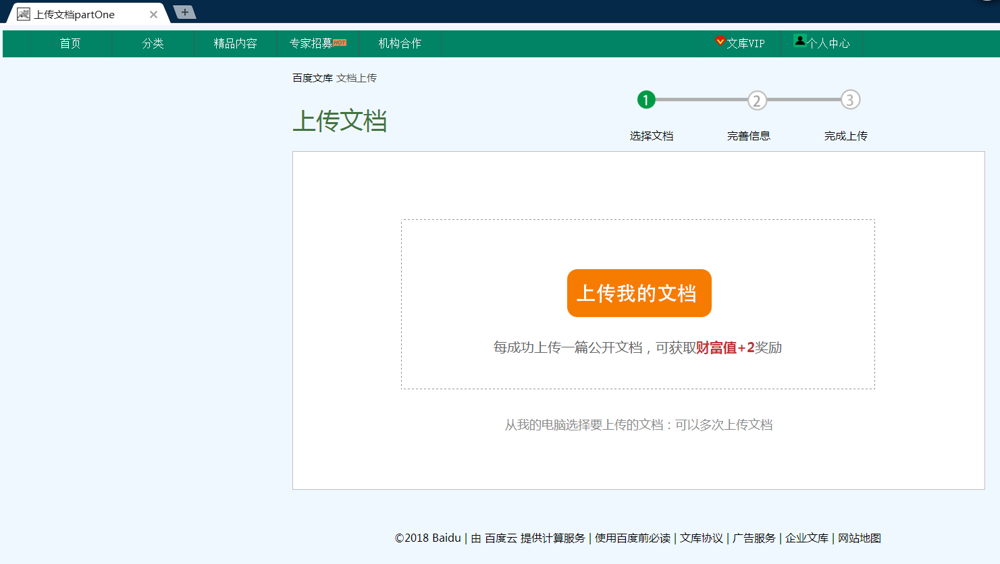 上传文档partOne
首页 分类 精品内容 专家招募HOT 机构合作 文库VIP 个人中心
百度文库 文档上传
上传文档
1 2 3
选择文档 完善信息 完成上传
上传我的文档
每成功上传一篇公开文档，可获取财富值+2奖励
从我的电脑选择要上传的文档：可以多次上传文档
©2018 Baidu | 由 百度云 提供计算服务 | 使用百度前必读 | 文库协议 | 广告服务 | 企业文库 | 网站地图